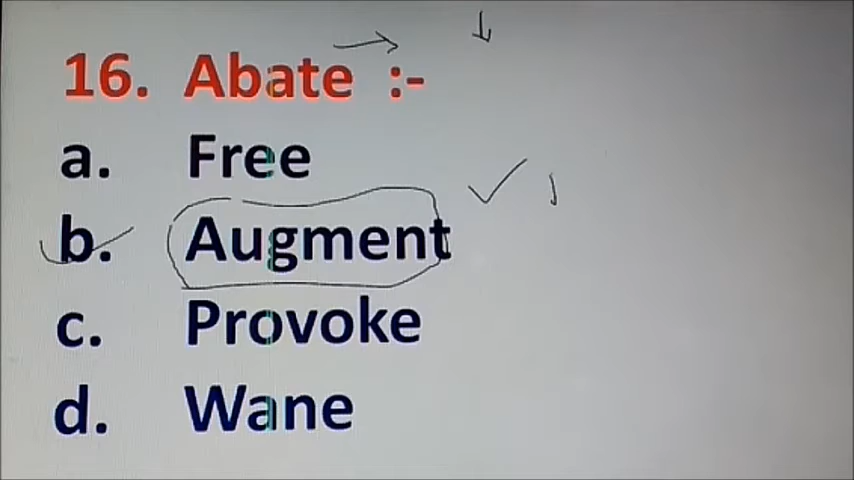 16. Abate :-
a. Free
b. Augment
c. Provoke
d. Wane